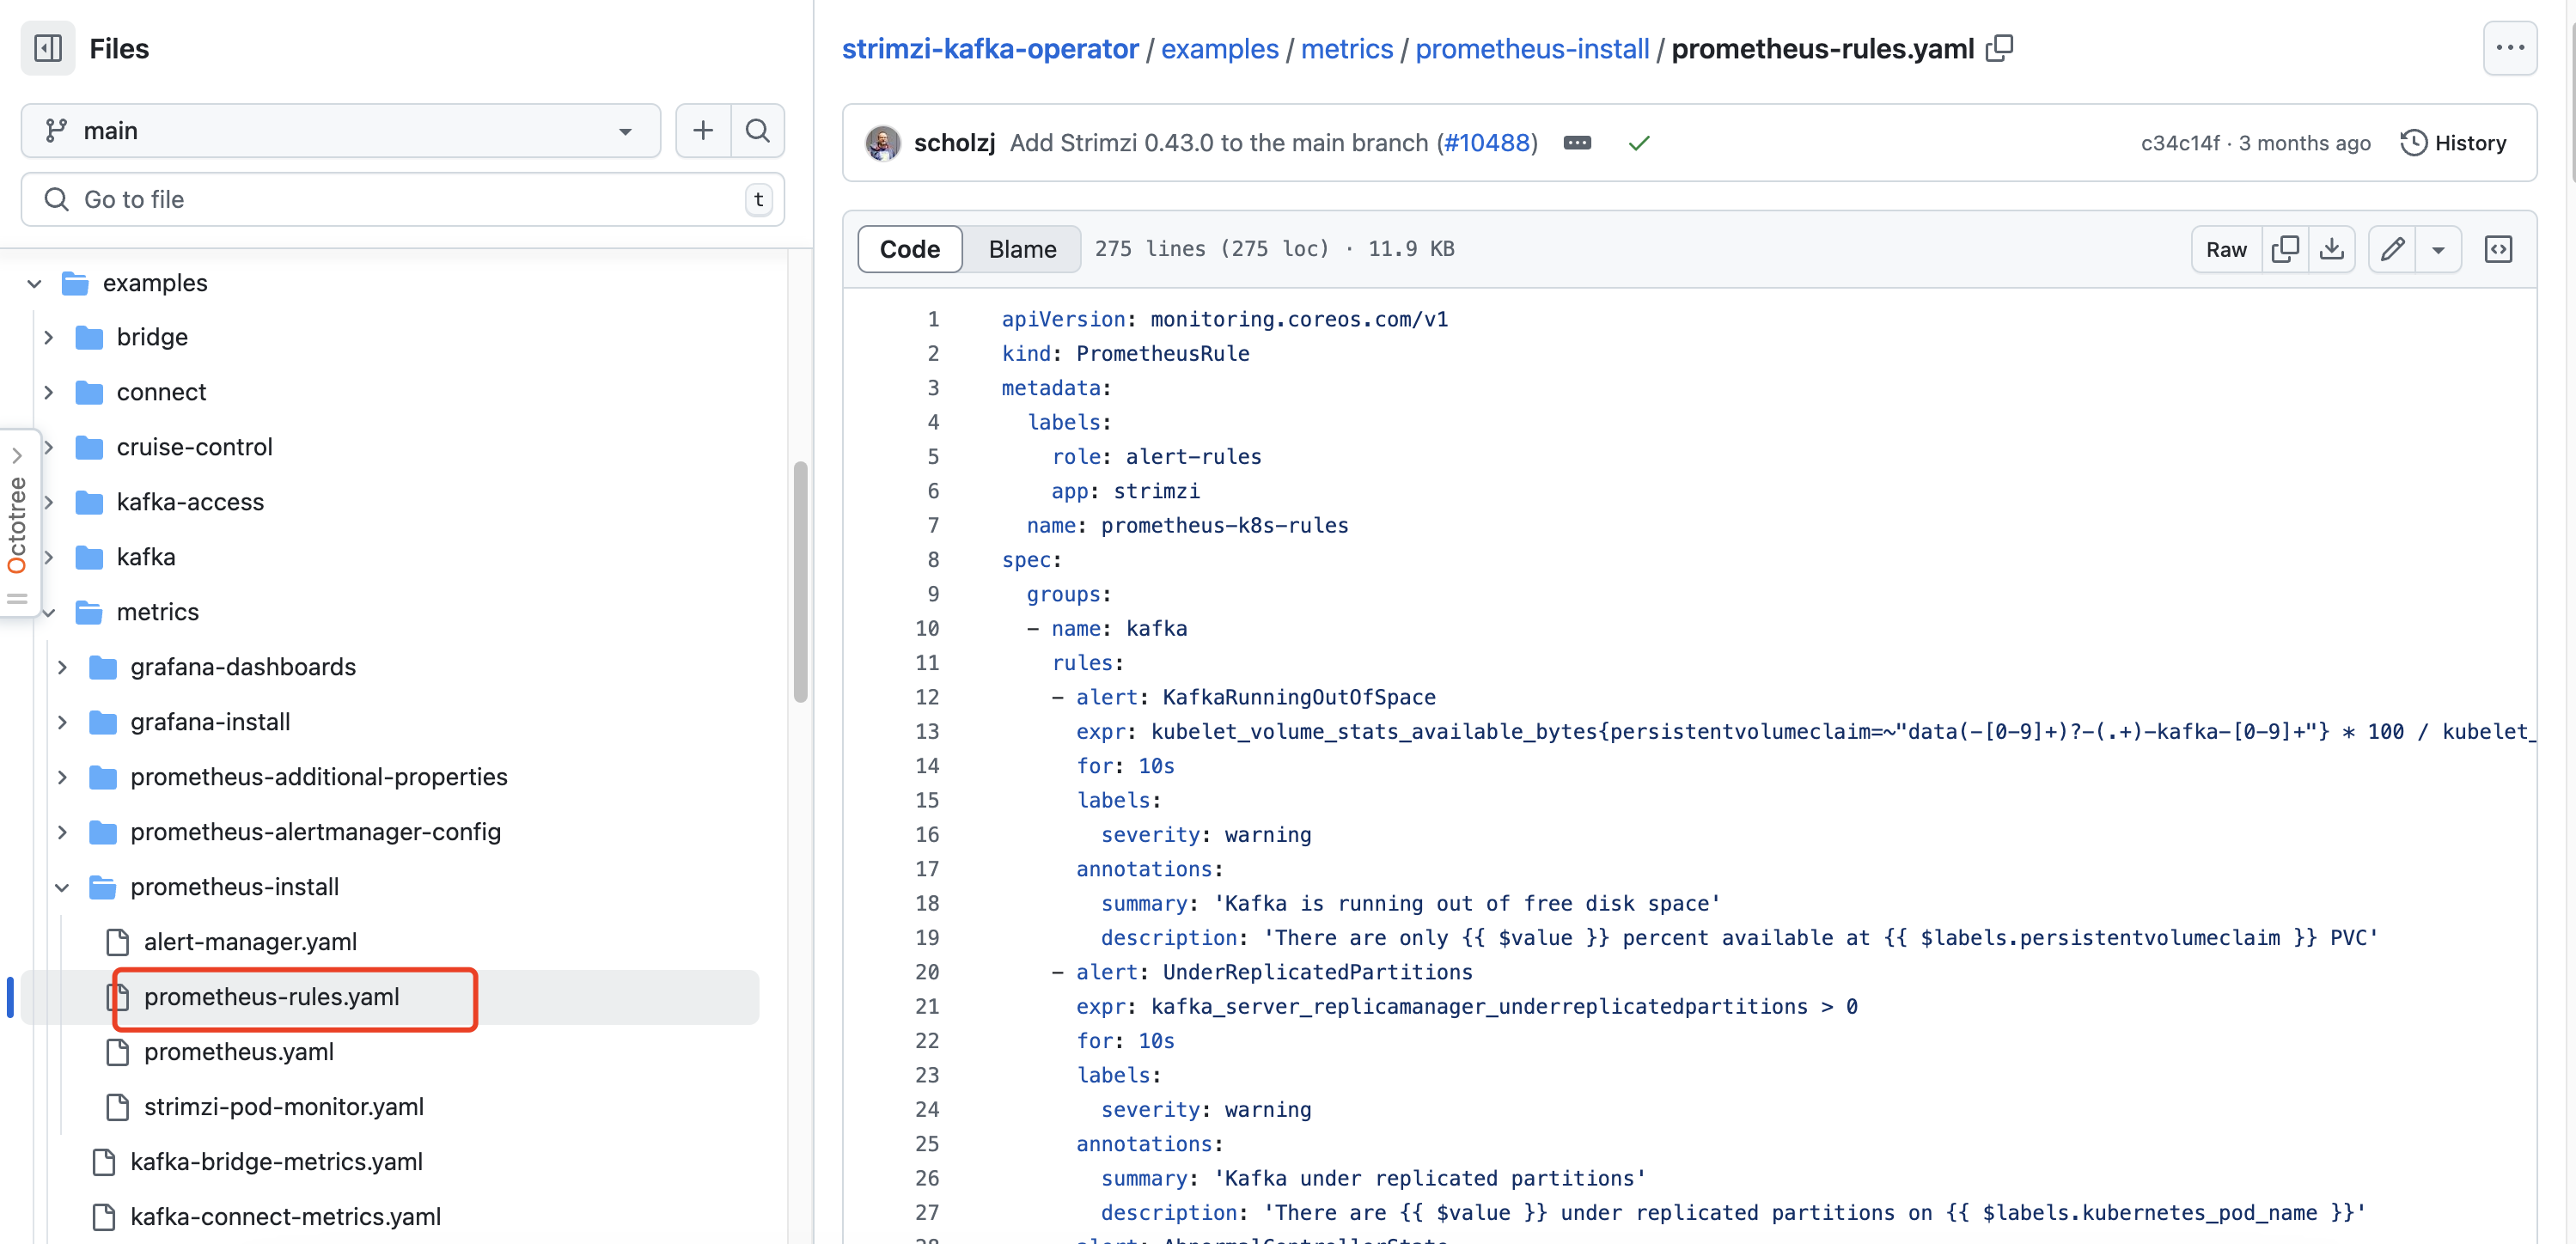 Files
main
Go to file
t
examples
bridge
connect
cruise-control
kafka-access
kafka
metrics
grafana-dashboards
grafana-install
prometheus-additional-properties
prometheus-alertmanager-config
prometheus-install
alert-manager.yaml
prometheus-rules.yaml
prometheus.yaml
strimzi-pod-monitor.yaml
kafka-bridge-metrics.yaml
kafka-connect-metrics.yaml
Octotree
strimzi-kafka-operator / examples / metrics / prometheus-install / prometheus-rules.yaml
scholzj Add Strimzi 0.43.0 to the main branch (#10488)
c34c14f · 3 months ago
History
Code
Blame
275 lines (275 loc) · 11.9 KB
Raw
1 apiVersion: monitoring.coreos.com/v1
2 kind: PrometheusRule
3 metadata:
4 labels:
5 role: alert-rules
6 app: strimzi
7 name: prometheus-k8s-rules
8 spec:
9 groups:
10 - name: kafka
11 rules:
12 - alert: KafkaRunningOutOfSpace
13 expr: kubelet_volume_stats_available_bytes{persistentvolumeclaim=~"data(-[0-9]+)?-(.+)-kafka-[0-9]+"} * 100 / kubelet_
14 for: 10s
15 labels:
16 severity: warning
17 annotations:
18 summary: 'Kafka is running out of free disk space'
19 description: 'There are only {{ $value }} percent available at {{ $labels.persistentvolumeclaim }} PVC'
20 - alert: UnderReplicatedPartitions
21 expr: kafka_server_replicamanager_underreplicatedpartitions > 0
22 for: 10s
23 labels:
24 severity: warning
25 annotations:
26 summary: 'Kafka under replicated partitions'
27 description: 'There are {{ $value }} under replicated partitions on {{ $labels.kubernetes_pod_name }}'
28 - alert: AbnormalControllerState